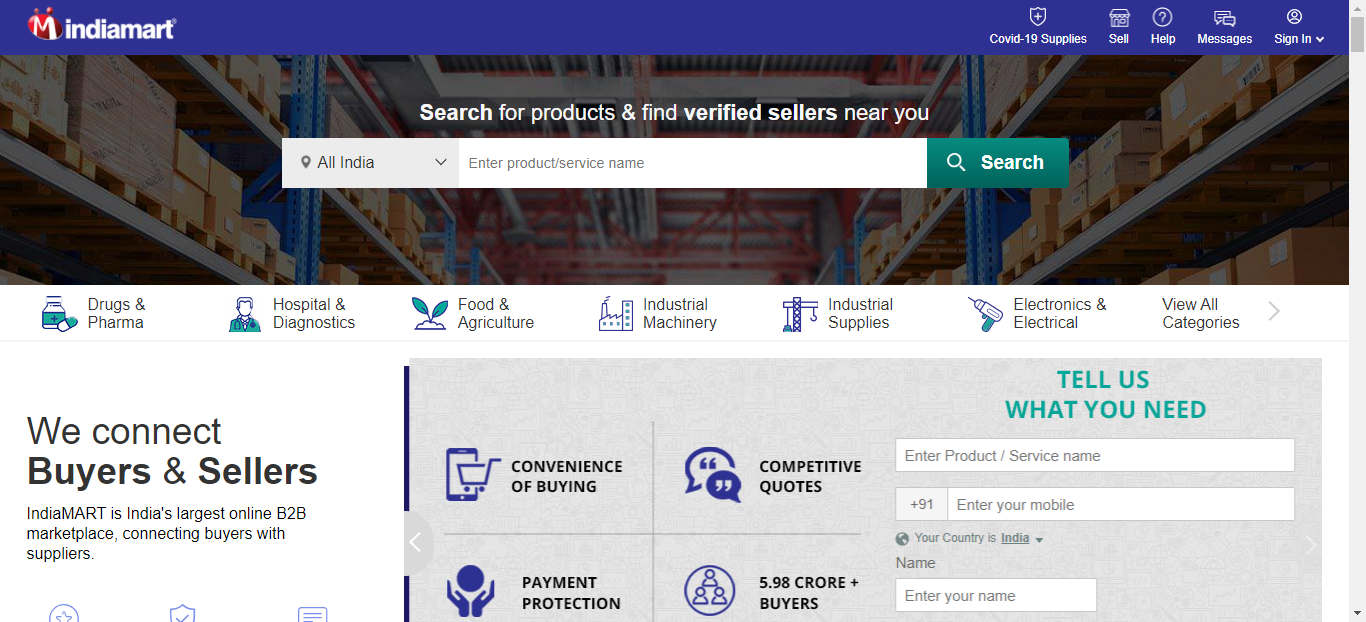 indiamart
Covid-19 Supplies
Sell
Help
Messages
Sign In
Search for products & find verified sellers near you
All India
Enter product/service name
Search
Drugs &
Pharma
Hospital &
Diagnostics
Food &
Agriculture
Industrial
Machinery
Industrial
Supplies
Electronics &
Electrical
View All
Categories
We connect
Buyers & Sellers
IndiaMART is India's largest online B2B
marketplace, connecting buyers with
suppliers.
CONVENIENCE
OF BUYING
COMPETITIVE
QUOTES
PAYMENT
PROTECTION
5.98 CRORE +
BUYERS
TELL US
WHAT YOU NEED
Enter Product / Service name
+91
Enter your mobile
Your Country is India
Name
Enter your name